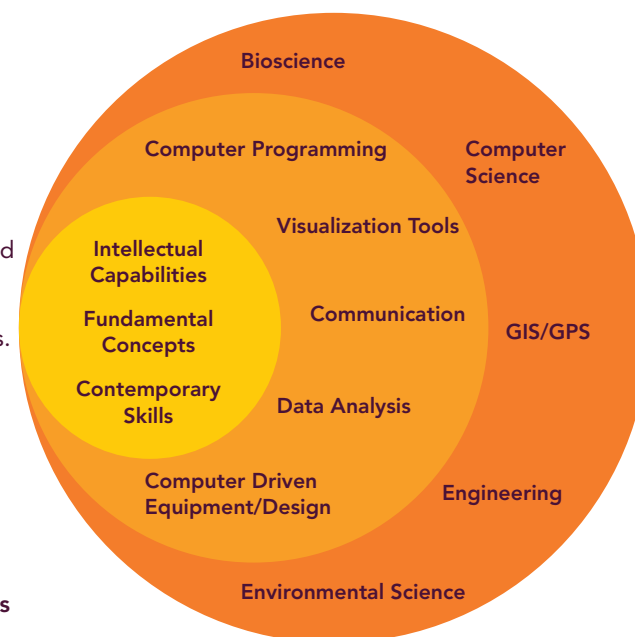 Bioscience
Computer Programming
Computer
Science
Visualization Tools
d
Intellectual
Capabilities
Communication
Fundamental
Concepts
GIS/GPS
s.
Contemporary
Skills
Data Analysis
Computer Driven
Equipment/Design
Engineering
Environmental Science
s